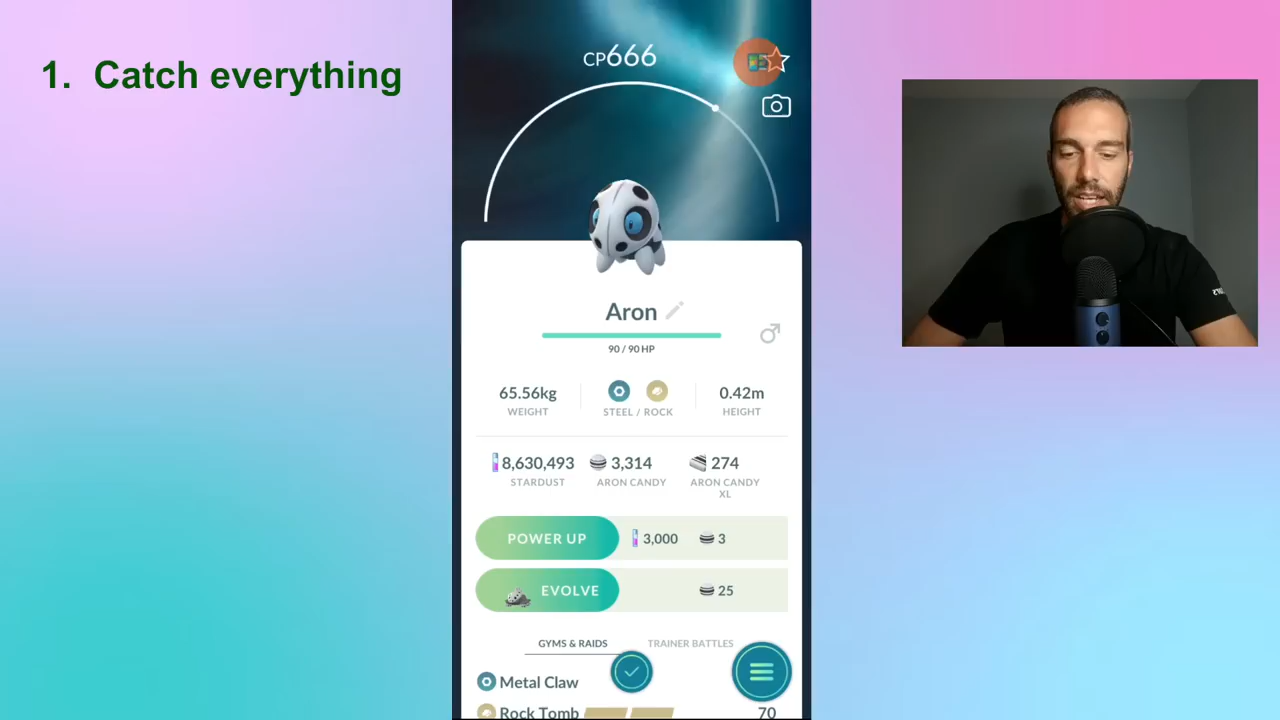 1. Catch everything
CP666
Aron
90 / 90 HP
65.56kg
WEIGHT
STEEL / ROCK
0.42m
HEIGHT
8,630,493
STARDUST
3,314
ARON CANDY
274
ARON CANDY
XL
POWER UP
3,000
3
EVOLVE
25
GYMS & RAIDS
TRAINER BATTLES
Metal Claw
Rock Tomb
70